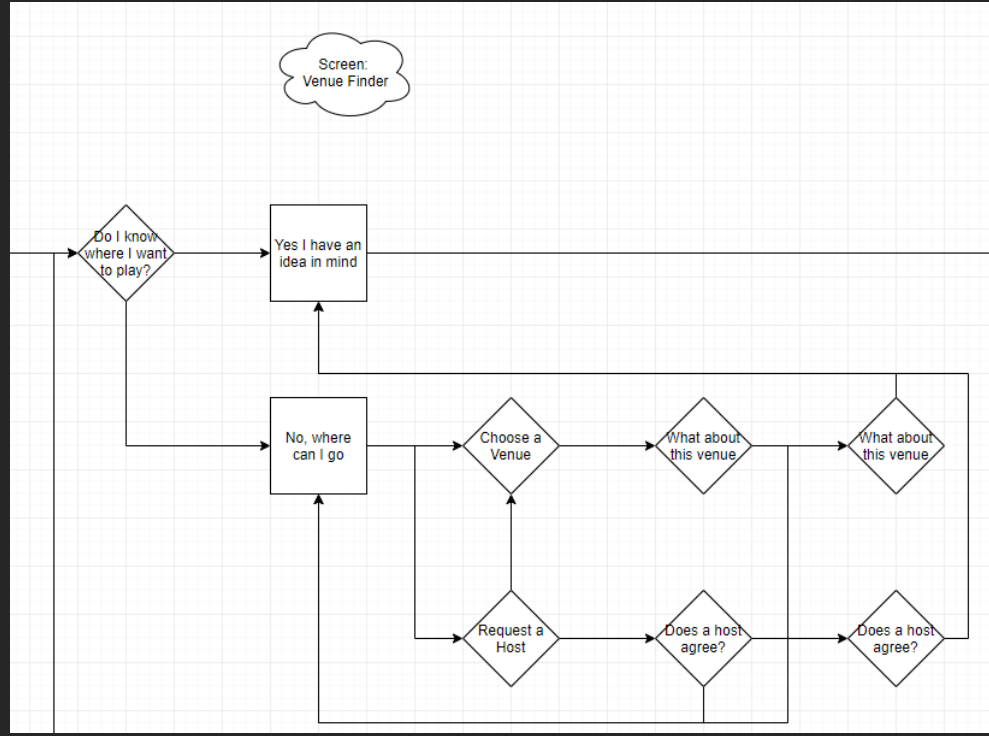 Screen:
Venue Finder
Do I know
where I want
to play?
Yes I have an
idea in mind
No, where
can I go
Choose a
Venue
What about
this venue
What about
this venue
Request a
Host
Does a host
agree?
Does a host
agree?